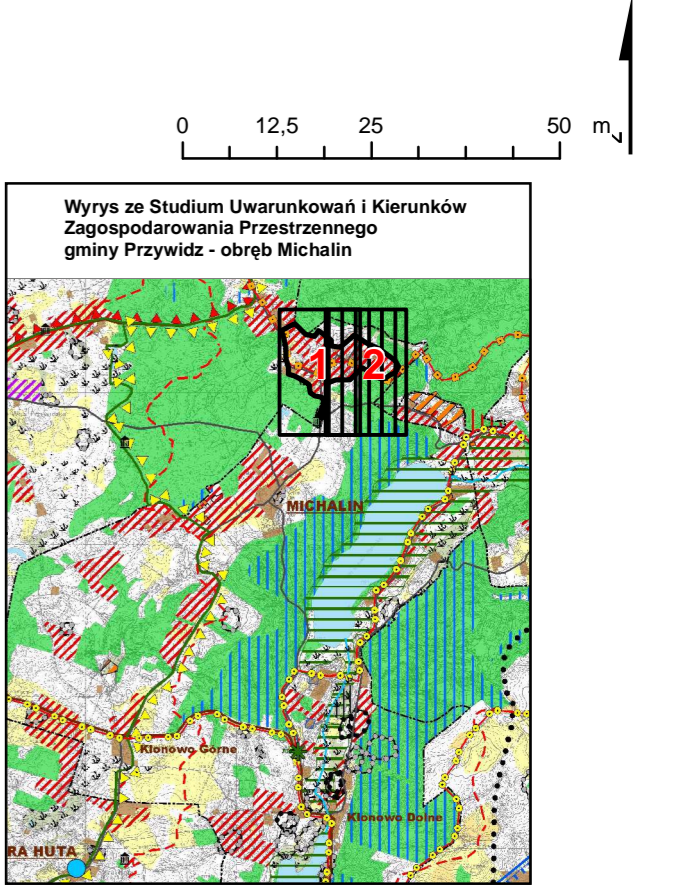 0 12,5 25 50 m
Wyrys ze Studium Uwarunkowań i Kierunków
Zagospodarowania Przestrzennego
gminy Przywidz - obręb Michalin
1 2
MICHALIN
Klonowo Górne
Klonowo Dolne
RA HUTA